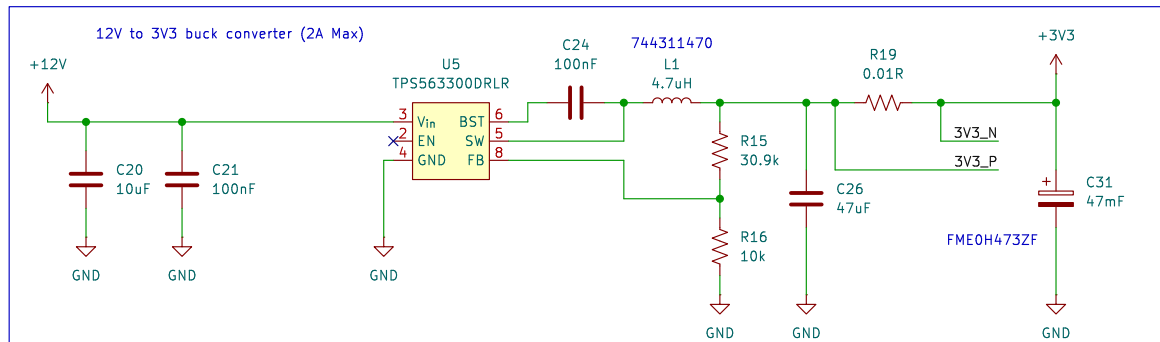 12V to 3V3 buck converter (2A Max)
+12V
C20
10uF
GND
C21
100nF
GND
U5
TPS563300DRLR
3
Vin
2
EN
4
GND
BST
6
SW
5
FB
8
GND
C24
100nF
744311470
L1
4.7uH
R15
30.9k
R16
10k
GND
C26
47uF
GND
R19
0.01R
3V3_N
3V3_P
+3V3
+
C31
47mF
FME0H473ZF
GND